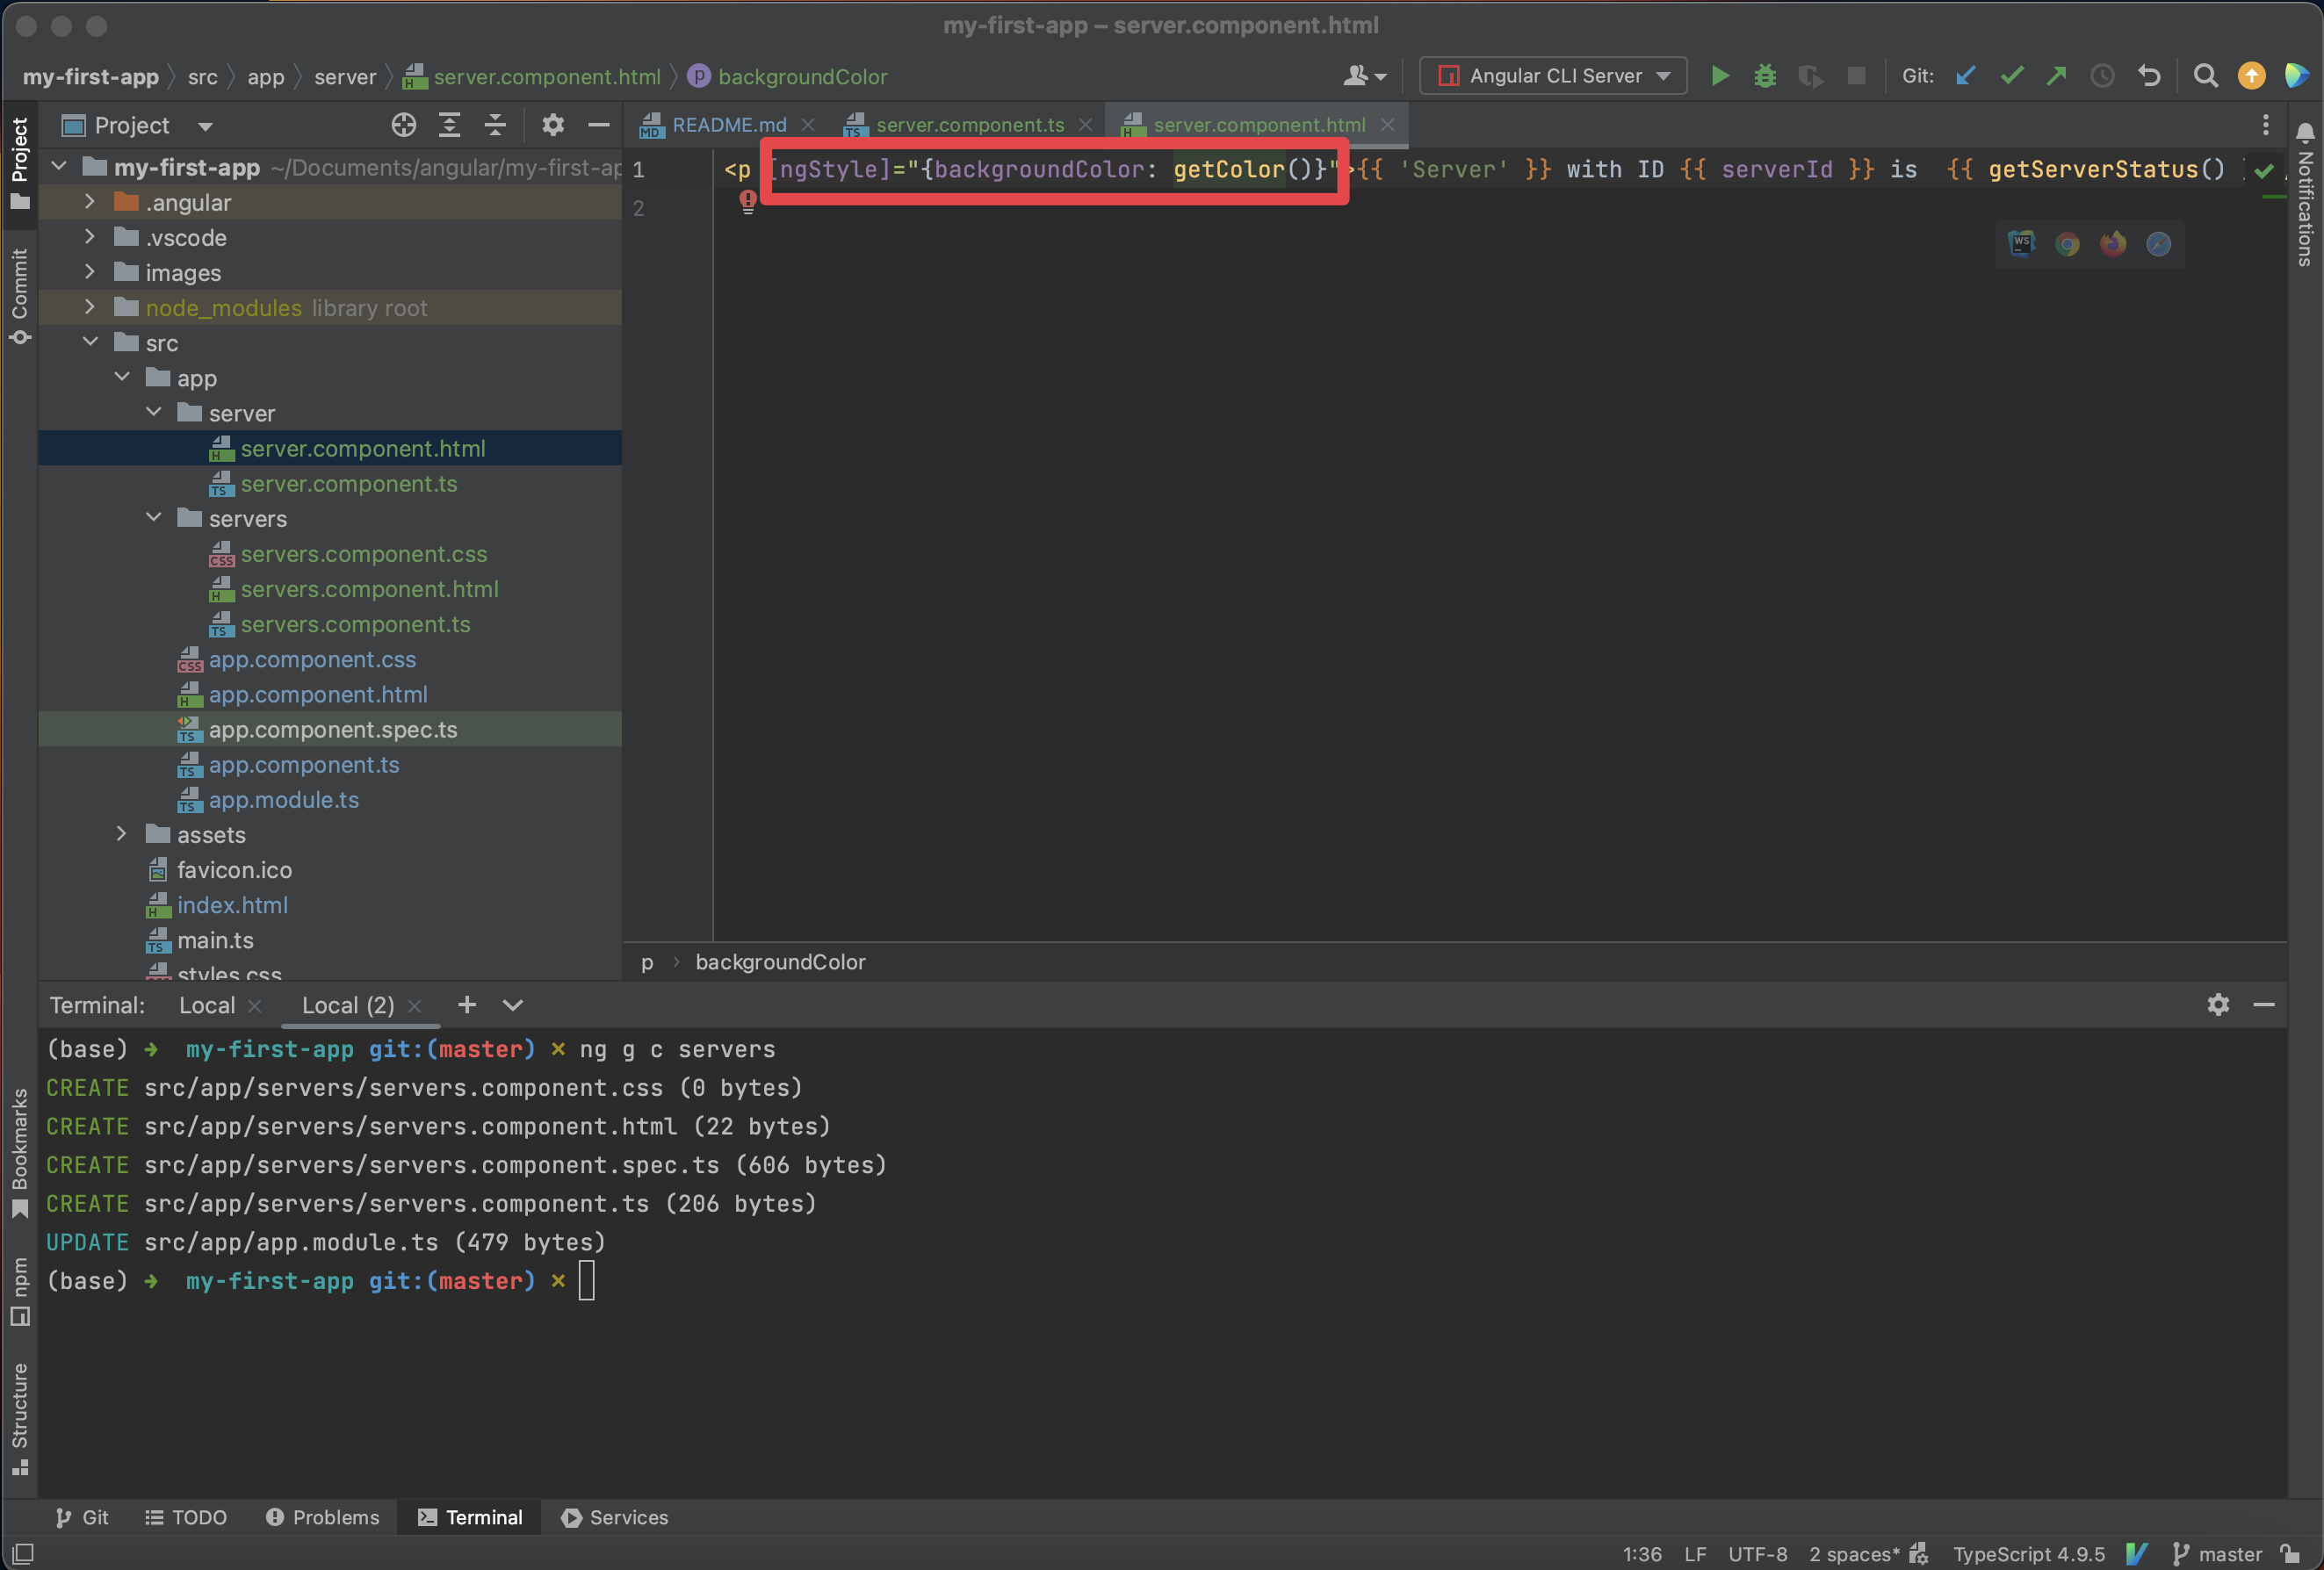 my-first-app – server.component.html
my-first-app src app server server.component.html p backgroundColor
Angular CLI Server
Git:
Project
README.md server.component.ts server.component.html
my-first-app ~/Documents/angular/my-first-ap
.angular
.vscode
images
node_modules library root
src
app
server
server.component.html
server.component.ts
servers
servers.component.css
servers.component.html
servers.component.ts
app.component.css
app.component.html
app.component.spec.ts
app.component.ts
app.module.ts
assets
favicon.ico
index.html
main.ts
styles.css
1 <p [ngStyle]="{backgroundColor: getColor()}">{{ 'Server' }} with ID {{ serverId }} is {{ getServerStatus()
2
p backgroundColor
Project
Commit
Bookmarks
npm
Structure
Notifications
Terminal: Local Local (2)
(base) ➜ my-first-app git:(master) ✗ ng g c servers
CREATE src/app/servers/servers.component.css (0 bytes)
CREATE src/app/servers/servers.component.html (22 bytes)
CREATE src/app/servers/servers.component.spec.ts (606 bytes)
CREATE src/app/servers/servers.component.ts (206 bytes)
UPDATE src/app/app.module.ts (479 bytes)
(base) ➜ my-first-app git:(master) ✗
Git TODO Problems Terminal Services
1:36 LF UTF-8 2 spaces* TypeScript 4.9.5 master